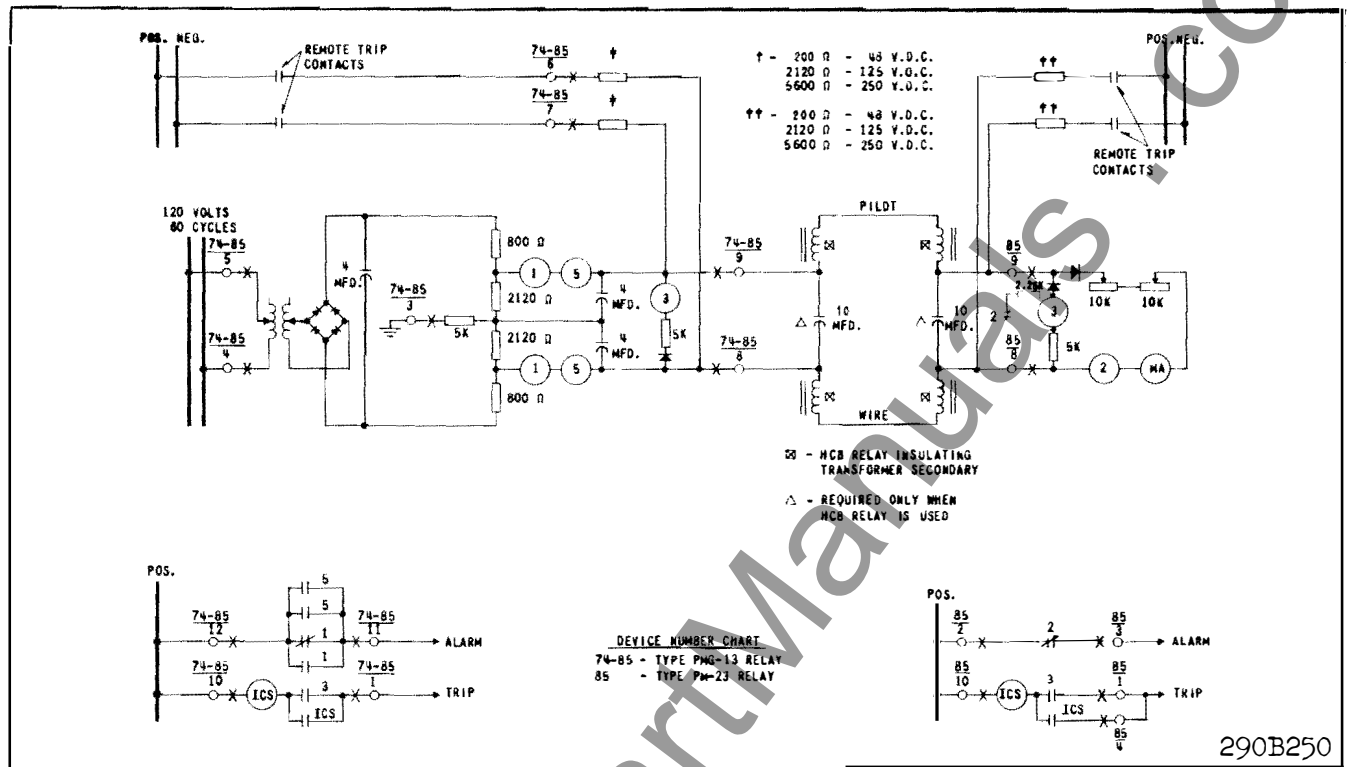 POS. NEG.
REMOTE TRIP
CONTACTS
74-85
6
†
74-85
7
†
† - 200 Ω - 48 V.D.C.
2120 Ω - 125 V.D.C.
5600 Ω - 250 V.D.C.
†† - 200 Ω - 48 V.D.C.
2120 Ω - 125 V.D.C.
5600 Ω - 250 V.D.C.
POS. NEG.
††
††
REMOTE TRIP
CONTACTS
120 VOLTS
60 CYCLES
74-85
5
74-85
4
4
MFD.
74-85
3
5K
800 Ω
2120 Ω
2120 Ω
800 Ω
1
5
1
5
4
MFD.
4
MFD.
3
5K
74-85
9
74-85
8
PILOT
WIRE
△
10
MFD.
10
MFD.
85
9
2.26K
2
3
5K
85
8
10K
10K
2
MA
⊠ - HCB RELAY INSULATING
TRANSFORMER SECONDARY
△ - REQUIRED ONLY WHEN
HCB RELAY IS USED
POS.
74-85
12
5
5
1
1
74-85
11
ALARM
74-85
10
ICS
3
ICS
74-85
1
TRIP
DEVICE NUMBER CHART
74-85 - TYPE PMG-13 RELAY
85 - TYPE PM-23 RELAY
POS.
85
2
2
85
3
ALARM
85
10
ICS
3
ICS
85
1
TRIP
85
4
290B250
.co
rtManuals